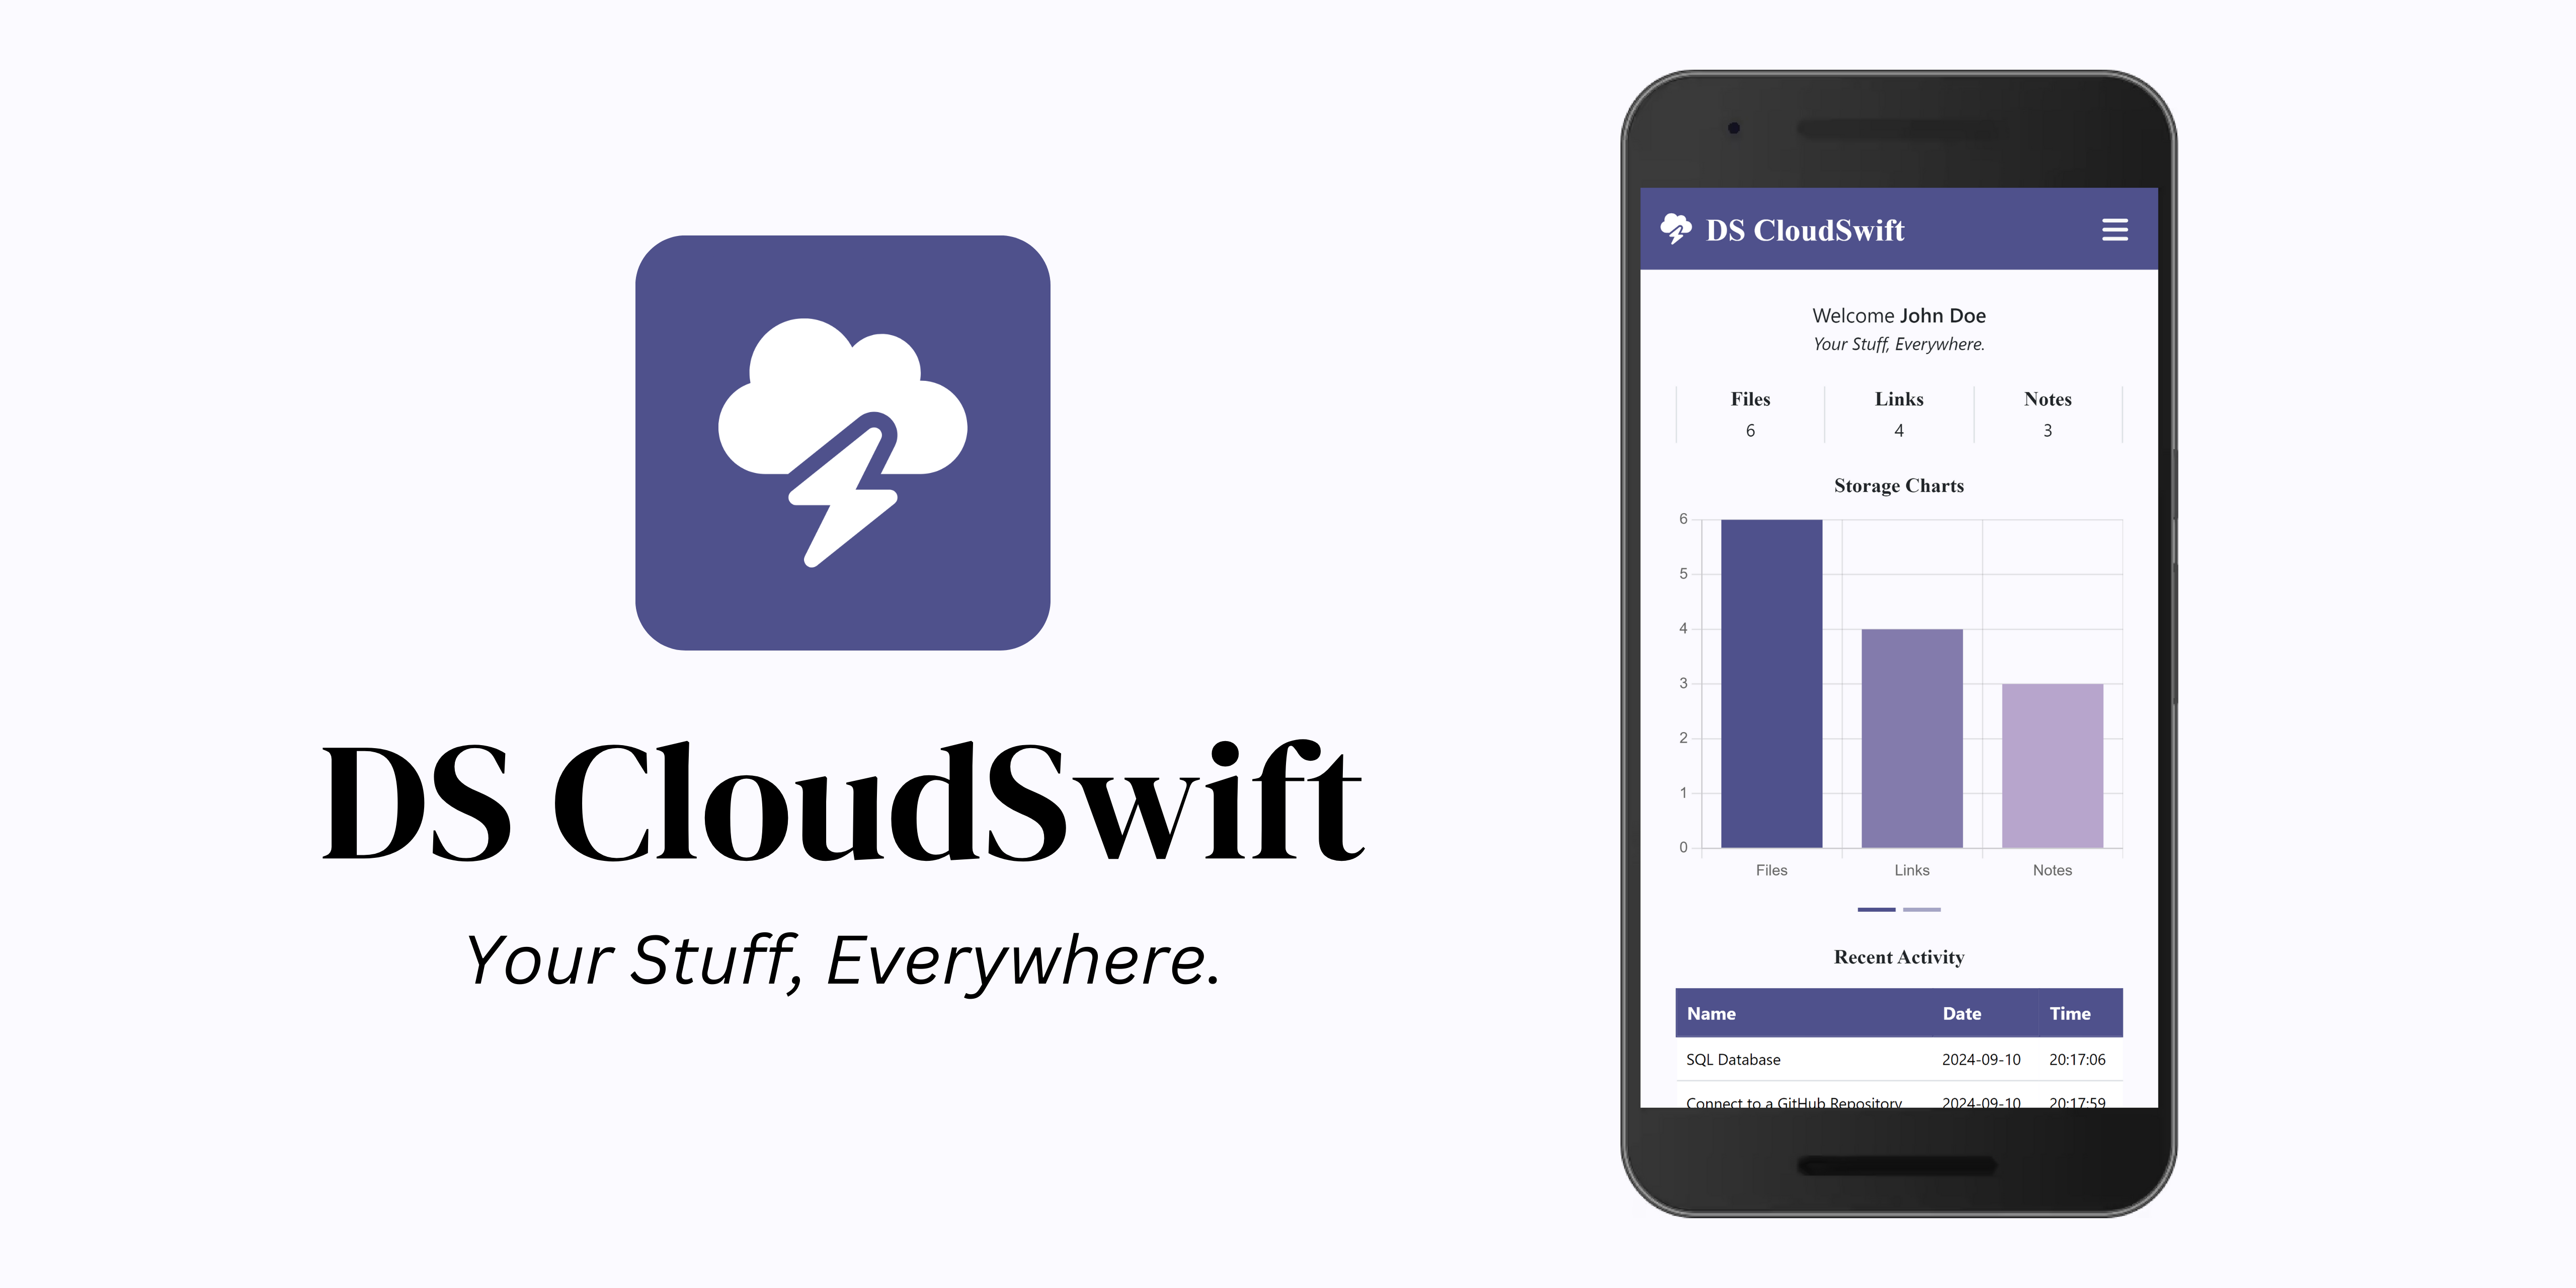 DS CloudSwift
Your Stuff, Everywhere.
DS CloudSwift
Welcome John Doe
Your Stuff, Everywhere.
Files Links Notes
6 4 3
Storage Charts
6
5
4
3
2
1
0
Files Links Notes
Recent Activity
Name Date Time
SQL Database 2024-09-10 20:17:06
Connect to a GitHub Repository 2024-09-10 20:17:59